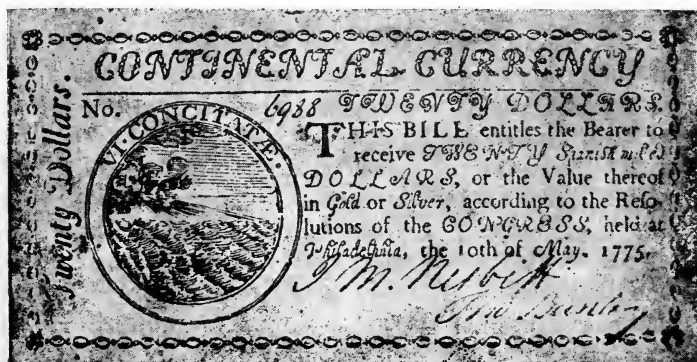 CONTINENTAL CURRENCY
Twenty Dollars.
No. 6988 TWENTY DOLLARS.
VI CONCITATÆ.
THIS BILL entitles the Bearer to
receive TWENTY Spanish milled
DOLLARS, or the Value thereof
in Gold or Silver, according to the Reso-
lutions of the CONGRESS, held at
Philadelphia, the 10th of May. 1775.
J M. Nesbitt